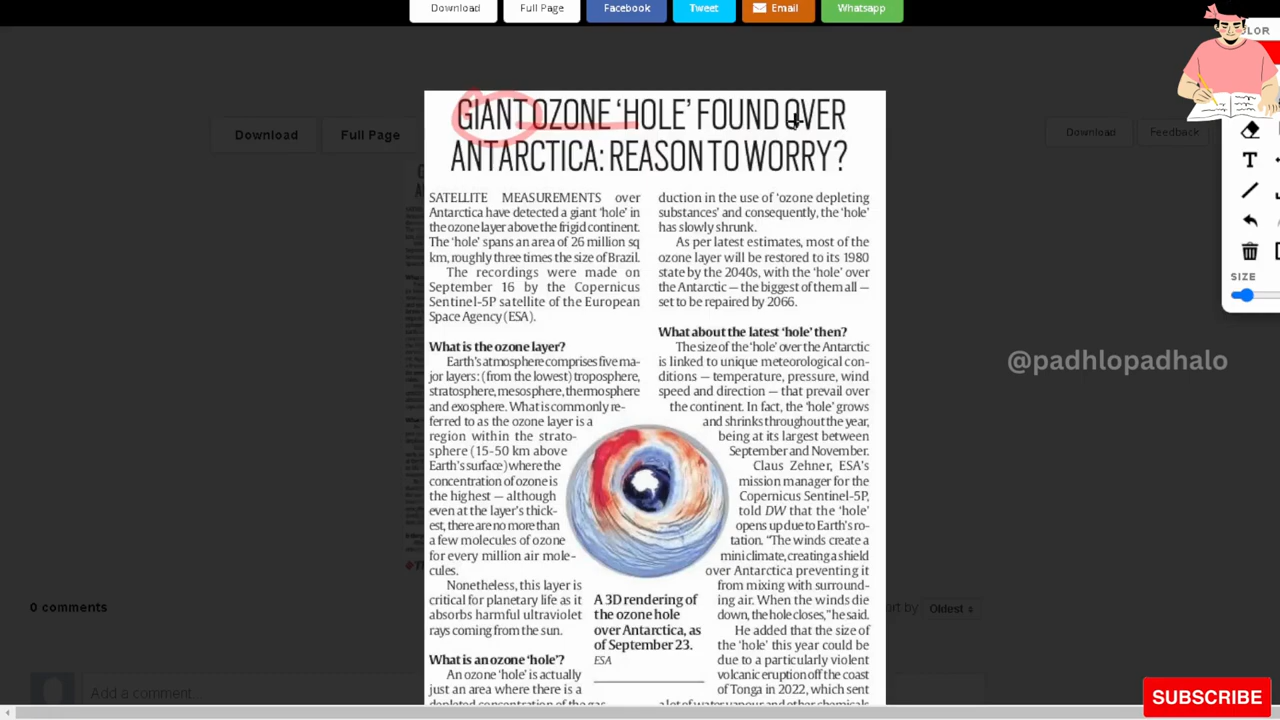 Download
Full Page
Facebook
Tweet
Email
Whatsapp
GIANT OZONE ‘HOLE’ FOUND OVER
ANTARCTICA: REASON TO WORRY?
SATELLITE MEASUREMENTS over
Antarctica have detected a giant ‘hole’ in
the ozone layer above the frigid continent.
The ‘hole’ spans an area of 26 million sq
km, roughly three times the size of Brazil.
The recordings were made on
September 16 by the Copernicus
Sentinel-5P satellite of the European
Space Agency (ESA).
What is the ozone layer?
Earth’s atmosphere comprises five ma-
jor layers: (from the lowest) troposphere,
stratosphere, mesosphere, thermosphere
and exosphere. What is commonly re-
ferred to as the ozone layer is a
region within the strato-
sphere (15-50 km above
Earth’s surface) where the
concentration of ozone is
the highest — although
even at the layer’s thick-
est, there are no more than
a few molecules of ozone
for every million air mole-
cules.
Nonetheless, this layer is
critical for planetary life as it
absorbs harmful ultraviolet
rays coming from the sun.
What is an ozone ‘hole’?
An ozone ‘hole’ is actually
just an area where there is a
depleted concentration of the gas
A 3D rendering of
the ozone hole
over Antarctica, as
of September 23.
ESA
duction in the use of ‘ozone depleting
substances’ and consequently, the ‘hole’
has slowly shrunk.
As per latest estimates, most of the
ozone layer will be restored to its 1980
state by the 2040s, with the ‘hole’ over
the Antarctic — the biggest of them all —
set to be repaired by 2066.
What about the latest ‘hole’ then?
The size of the ‘hole’ over the Antarctic
is linked to unique meteorological con-
ditions — temperature, pressure, wind
speed and direction — that prevail over
the continent. In fact, the ‘hole’ grows
and shrinks throughout the year,
being at its largest between
September and November.
Claus Zehner, ESA’s
mission manager for the
Copernicus Sentinel-5P,
told DW that the ‘hole’
opens up due to Earth’s ro-
tation. “The winds create a
mini climate, creating a shield
over Antarctica preventing it
from mixing with surround-
ing air. When the winds die
down, the hole closes,” he said.
He added that the size of
the ‘hole’ this year could be
due to a particularly violent
volcanic eruption off the coast
of Tonga in 2022, which sent
a lot of water vapour and other chemicals
Download
Full Page
Download
Feedback
0 comments
Oldest
Add a comment
LOR
T
SIZE
@padhlopadhalo
SUBSCRIBE